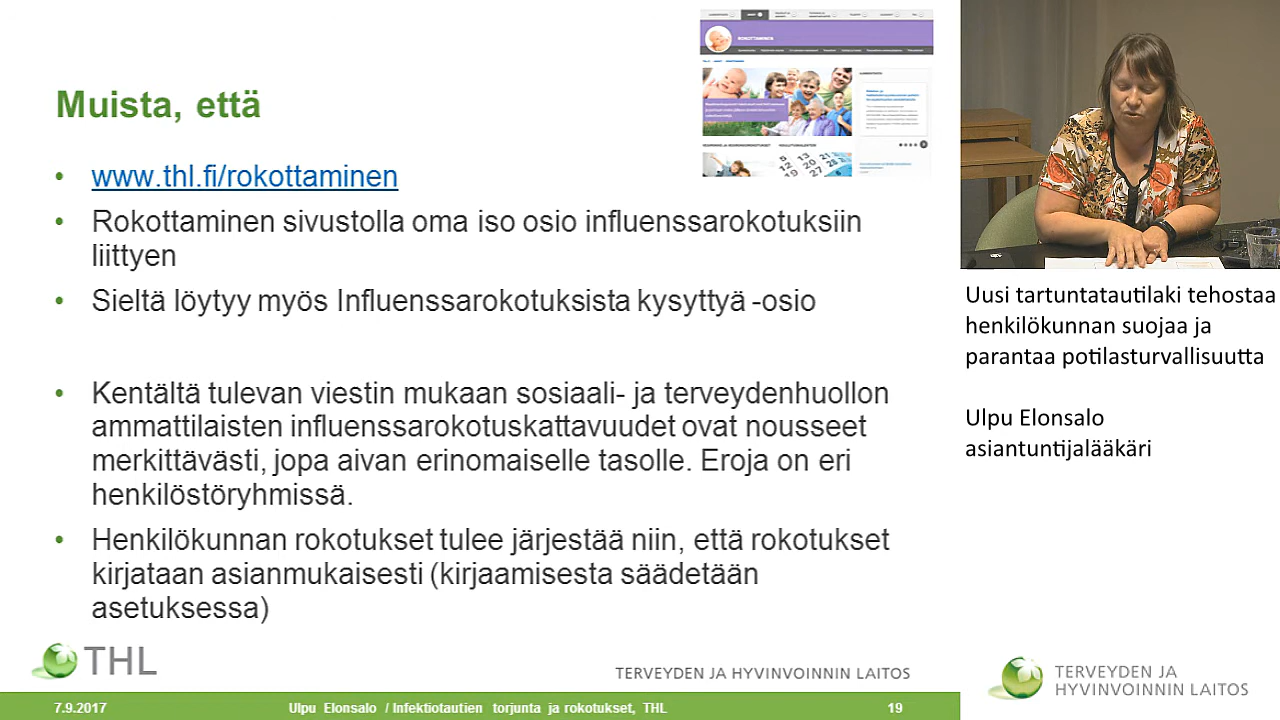 Muista, että
www.thl.fi/rokottaminen
Rokottaminen sivustolla oma iso osio influenssarokotuksiin
liittyen
Sieltä löytyy myös Influenssarokotuksista kysyttyä -osio
Kentältä tulevan viestin mukaan sosiaali- ja terveydenhuollon
ammattilaisten influenssarokotuskattavuudet ovat nousseet
merkittävästi, jopa aivan erinomaiselle tasolle. Eroja on eri
henkilöstöryhmissä.
Henkilökunnan rokotukset tulee järjestää niin, että rokotukset
kirjataan asianmukaisesti (kirjaamisesta säädetään
asetuksessa)
THL
TERVEYDEN JA HYVINVOINNIN LAITOS
7.9.2017
Ulpu Elonsalo / Infektiotautien torjunta ja rokotukset, THL
19
ROKOTTAMINEN
Uusi tartuntatautilaki tehostaa
henkilökunnan suojaa ja
parantaa potilasturvallisuutta
Ulpu Elonsalo
asiantuntijalääkäri
TERVEYDEN JA
HYVINVOINNIN LAITOS